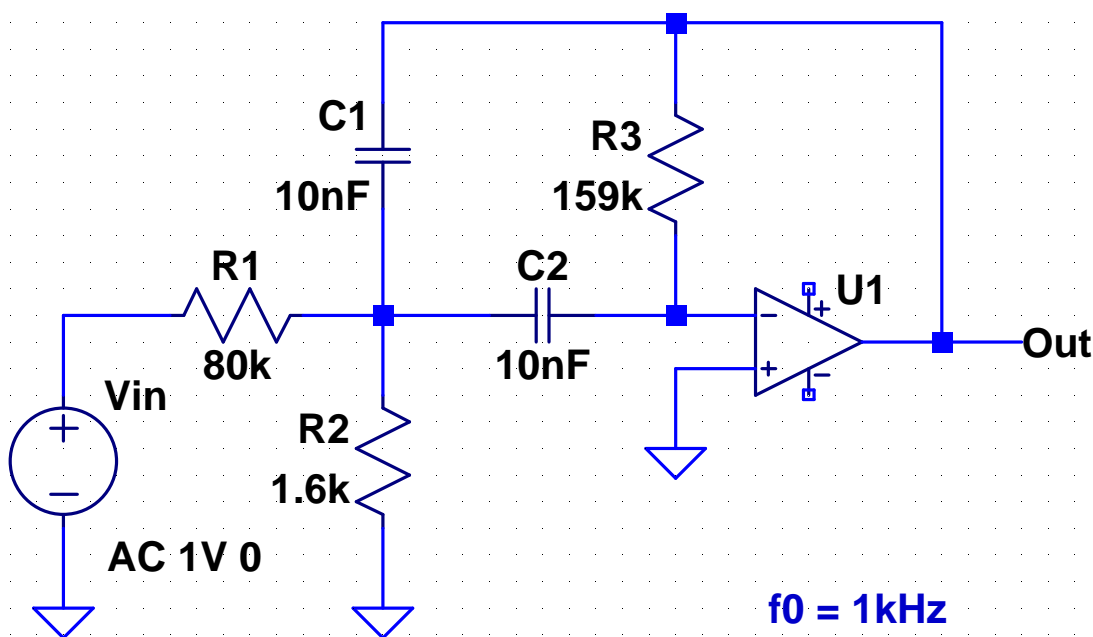 C1
10nF
R3
159k
R1
80k
C2
10nF
U1
Out
Vin
R2
1.6k
AC 1V 0
f0 = 1kHz